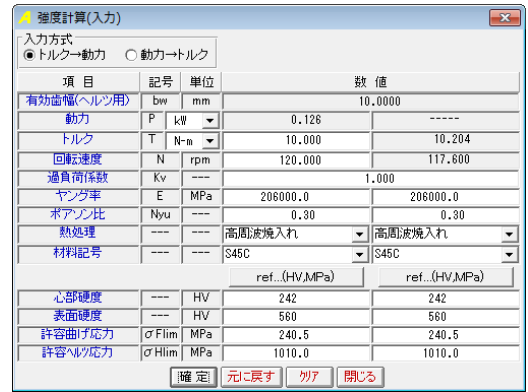 強度計算(入力)
入力方式
トルク→動力 動力→トルク
項 目 記号 単位 数 値
有効歯幅(ヘルツ用) bw mm 10.0000
動力 P kW 0.126 -----
トルク T N-m 10.000 10.204
回転速度 N rpm 120.000 117.600
過負荷係数 Kv --- 1.000
ヤング率 E MPa 206000.0 206000.0
ポアソン比 Nyu --- 0.30 0.30
熱処理 --- --- 高周波焼入れ 高周波焼入れ
材料記号 --- --- S45C S45C
ref...(HV,MPa) ref...(HV,MPa)
心部硬度 --- HV 242 242
表面硬度 --- HV 560 560
許容曲げ応力 σFlim MPa 240.5 240.5
許容ヘルツ応力 σHlim MPa 1010.0 1010.0
確 定 元に戻す クリア 閉じる